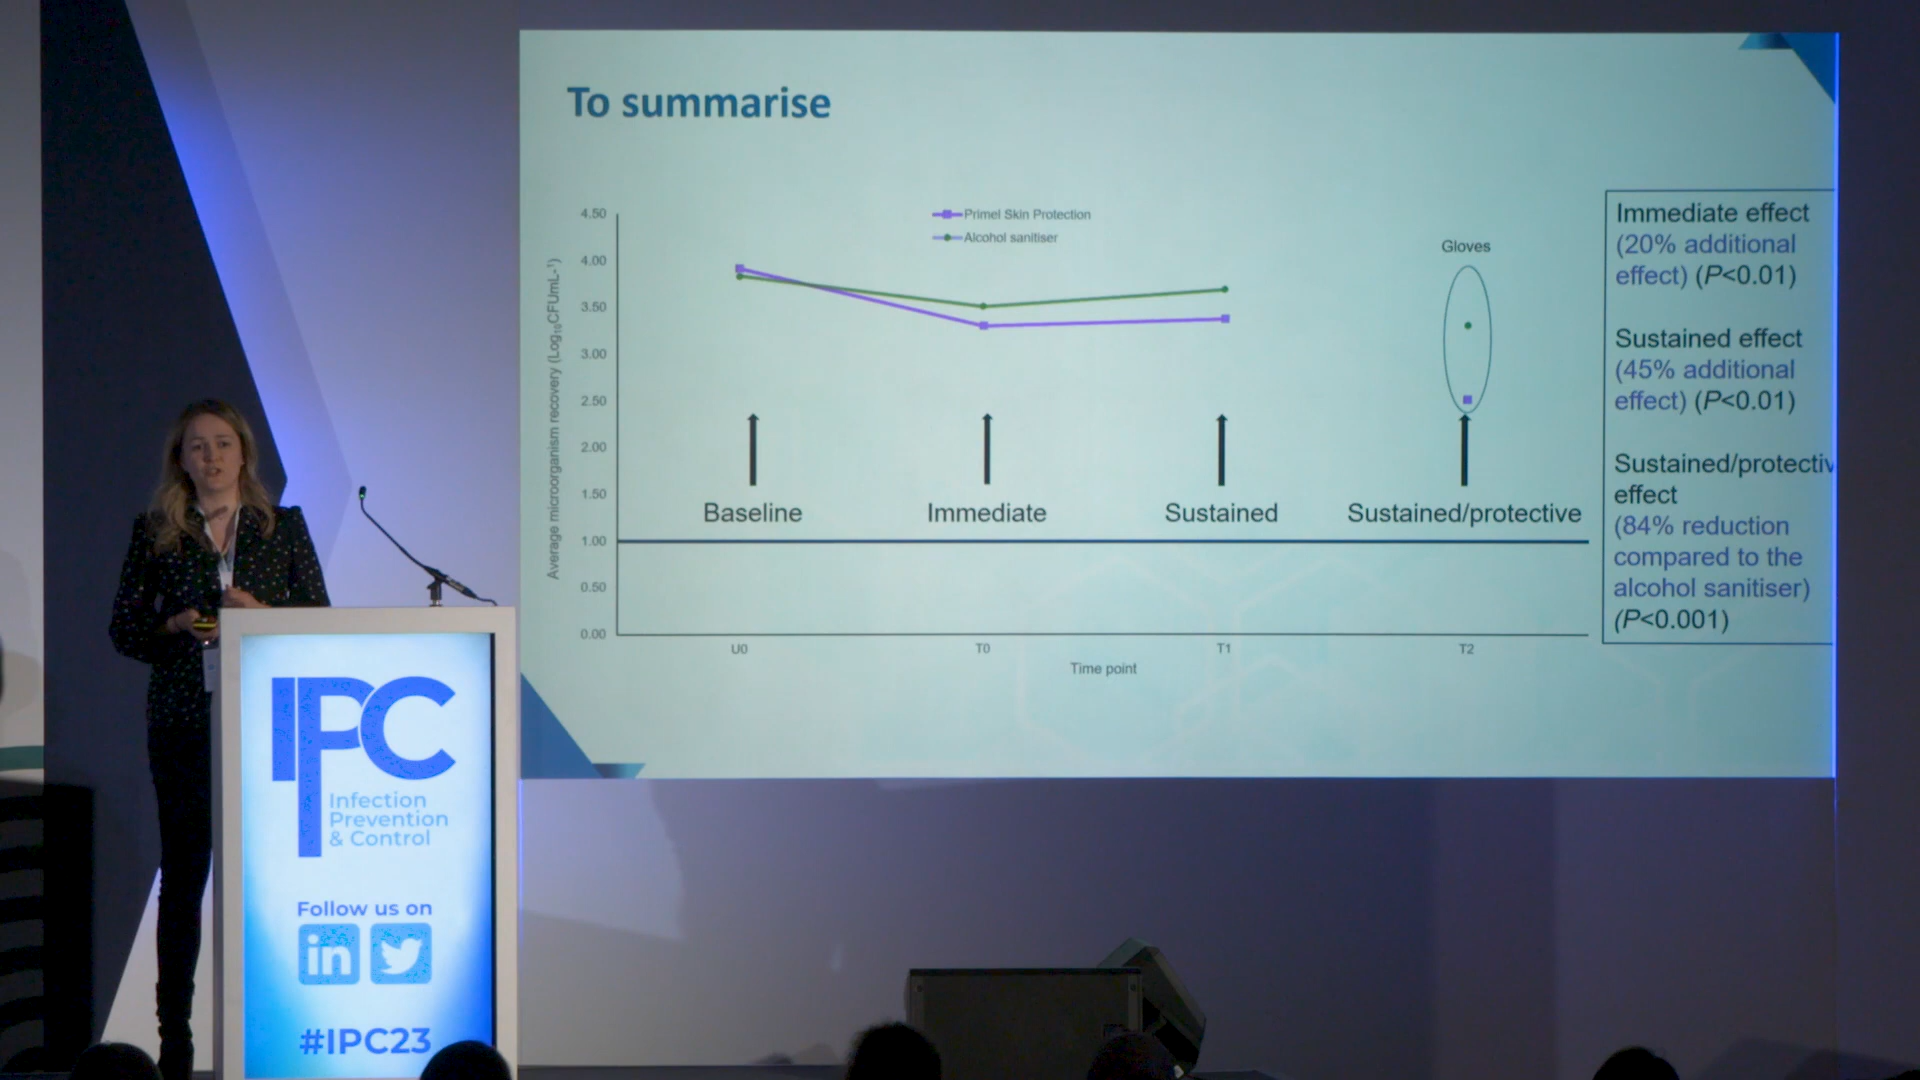 To summarise
Primel Skin Protection
Alcohol sanitiser
Gloves
Average microorganism recovery (Log₁₀CFUmL-¹)
4.50
4.00
3.50
3.00
2.50
2.00
1.50
1.00
0.50
0.00
Baseline
Immediate
Sustained
Sustained/protective
U0
T0
T1
T2
Time point
Immediate effect
(20% additional
effect) (P<0.01)
Sustained effect
(45% additional
effect) (P<0.01)
Sustained/protectiv
effect
(84% reduction
compared to the
alcohol sanitiser)
(P<0.001)
IPC
Infection
Prevention
& Control
Follow us on
in
#IPC23